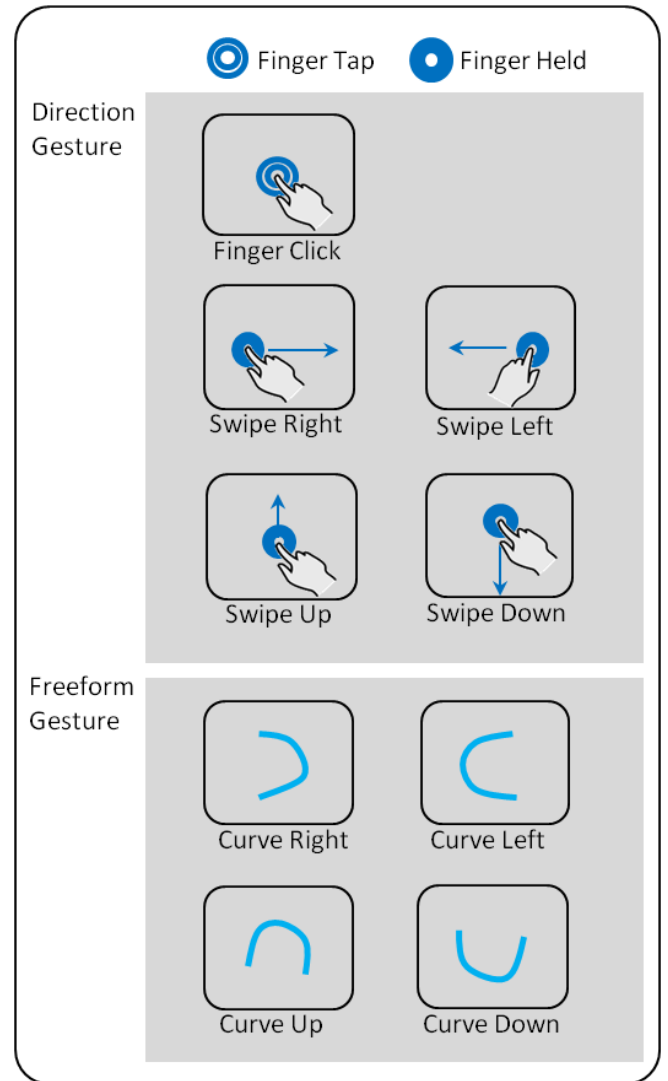 Finger Tap Finger Held
Direction
Gesture
Finger Click
Swipe Right Swipe Left
Swipe Up Swipe Down
Freeform
Gesture
Curve Right Curve Left
Curve Up Curve Down